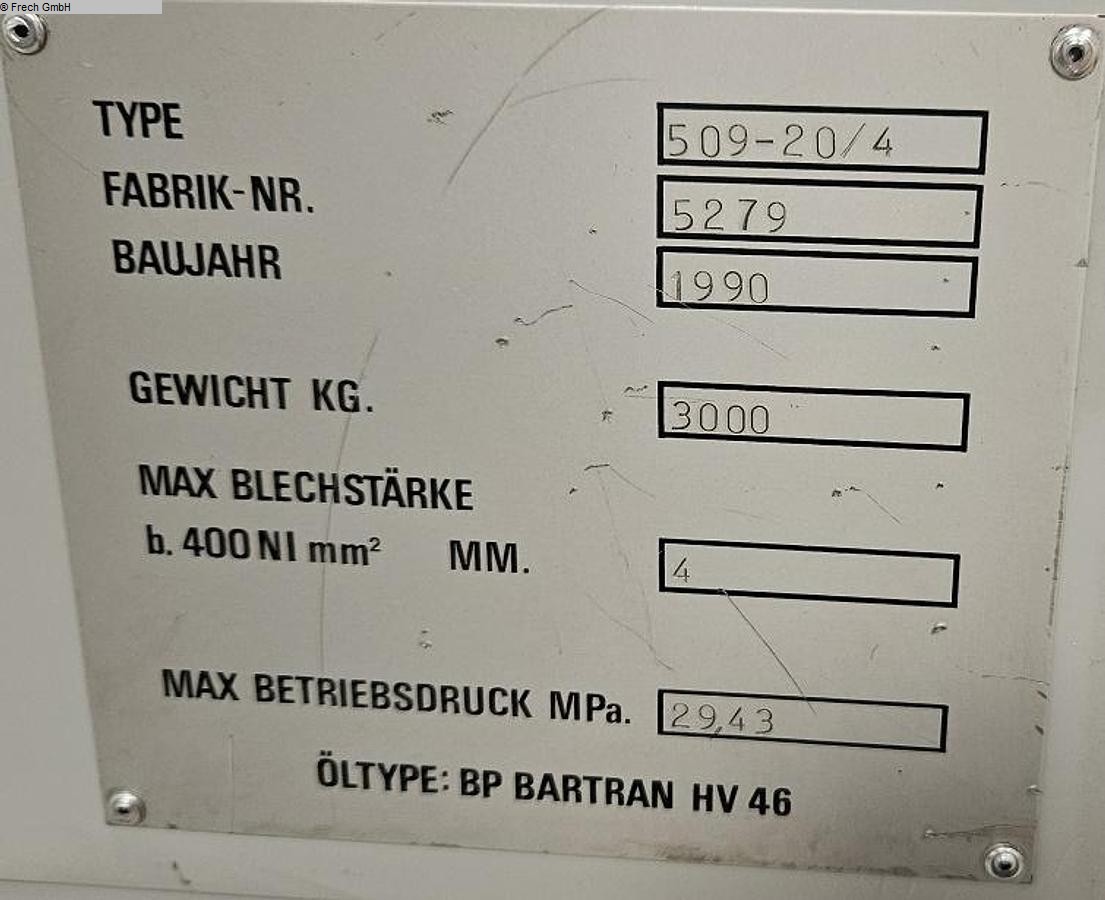 © Frech GmbH
TYPE 509-20/4
FABRIK-NR. 5279
BAUJAHR 1990
GEWICHT KG. 3000
MAX BLECHSTÄRKE
b. 400 N I mm² MM. 4
MAX BETRIEBSDRUCK MPa. 29,43
ÖLTYPE: BP BARTRAN HV 46